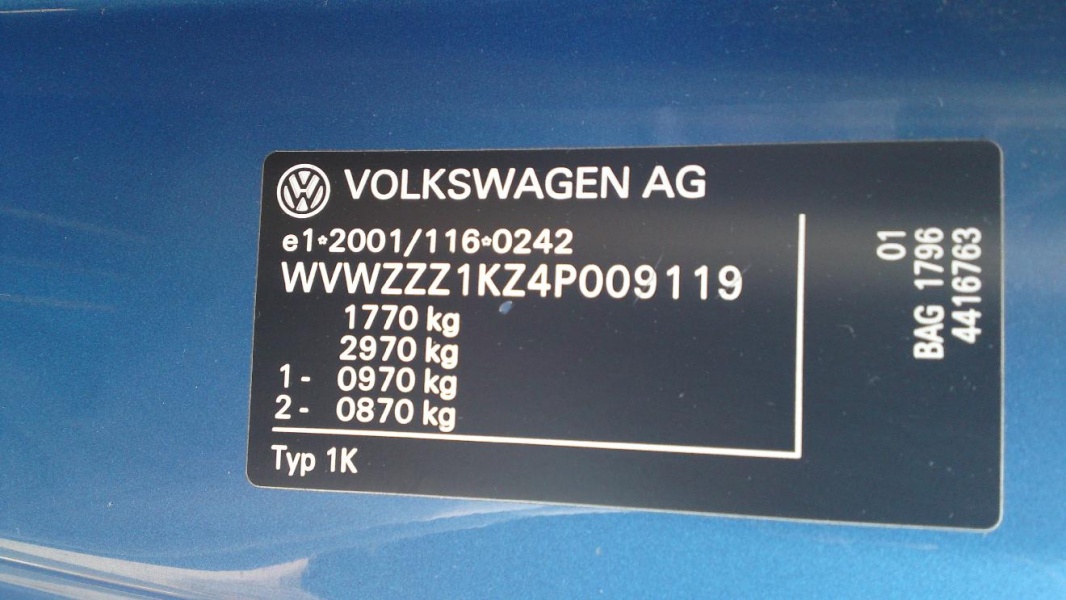 VOLKSWAGEN AG
e1*2001/116*0242
WVWZZZ1KZ4P009119
1770 kg
2970 kg
1- 0970 kg
2- 0870 kg
Typ 1K
01
BAG 1796
4416763